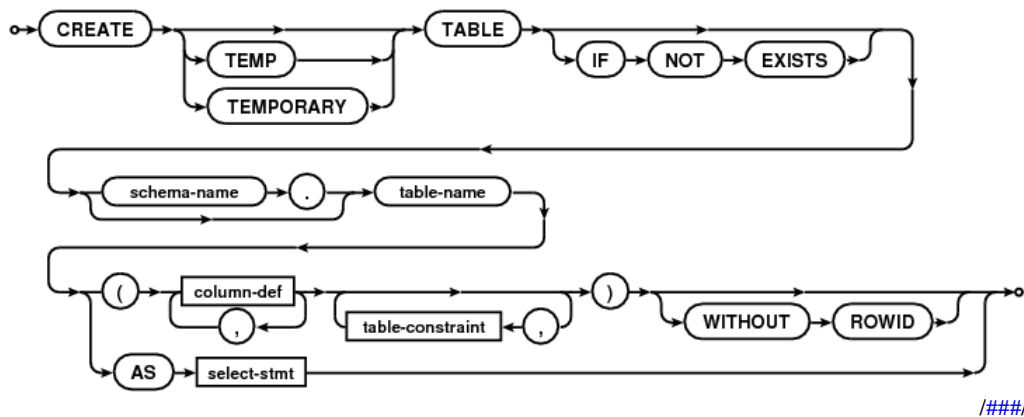 CREATE TABLE
TEMP IF NOT EXISTS
TEMPORARY
schema-name . table-name
( column-def )
, table-constraint , WITHOUT ROWID
AS select-stmt
/###/